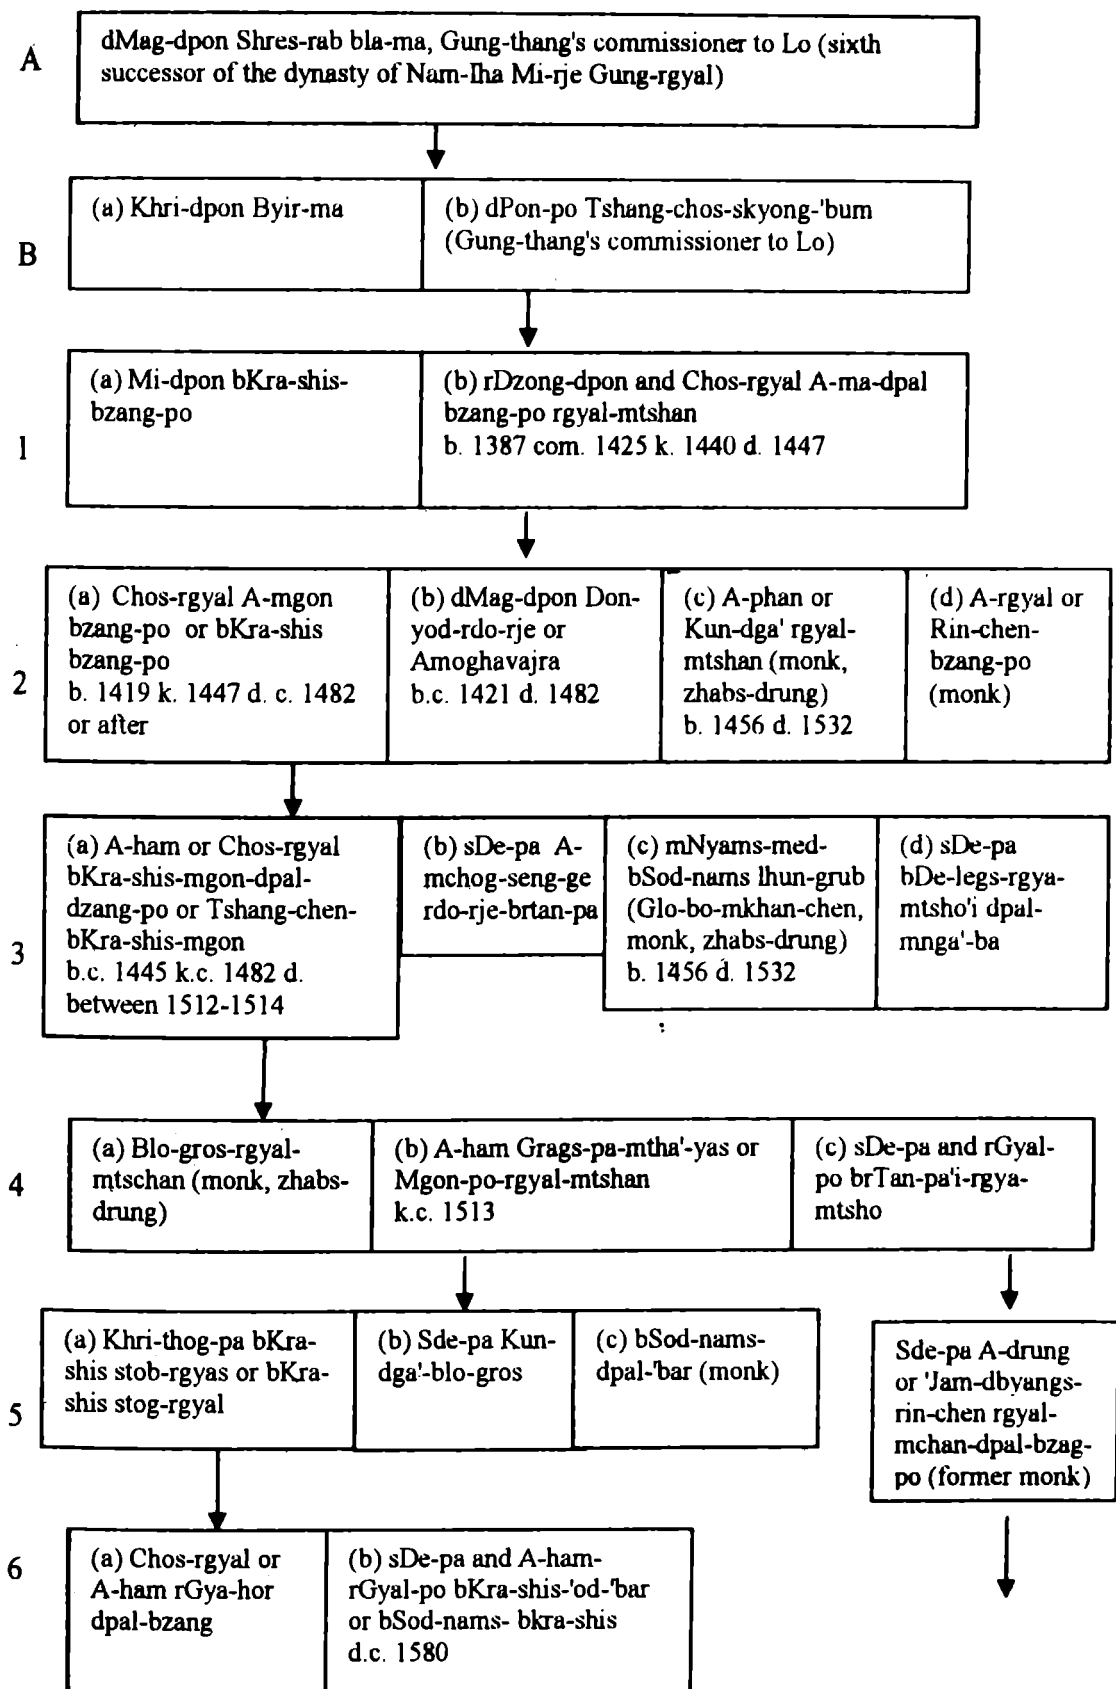 A
dMag-dpon Shres-rab bla-ma, Gung-thang's commissioner to Lo (sixth
successor of the dynasty of Nam-lha Mi-rje Gung-rgyal)
B
(a) Khri-dpon Byir-ma
(b) dPon-po Tshang-chos-skyong-'bum
(Gung-thang's commissioner to Lo)
1
(a) Mi-dpon bKra-shis-
bzang-po
(b) rDzong-dpon and Chos-rgyal A-ma-dpal
bzang-po rgyal-mtshan
b. 1387 com. 1425 k. 1440 d. 1447
2
(a) Chos-rgyal A-mgon
bzang-po or bKra-shis
bzang-po
b. 1419 k. 1447 d. c. 1482
or after
(b) dMag-dpon Don-
yod-rdo-rje or
Amoghavajra
b.c. 1421 d. 1482
(c) A-phan or
Kun-dga' rgyal-
mtshan (monk,
zhabs-drung)
b. 1456 d. 1532
(d) A-rgyal or
Rin-chen-
bzang-po
(monk)
3
(a) A-ham or Chos-rgyal
bKra-shis-mgon-dpal-
dzang-po or Tshang-chen-
bKra-shis-mgon
b.c. 1445 k.c. 1482 d.
between 1512-1514
(b) sDe-pa A-
mchog-seng-ge
rdo-rje-brtan-pa
(c) mNyams-med-
bSod-nams lhun-grub
(Glo-bo-mkhan-chen,
monk, zhabs-drung)
b. 1456 d. 1532
(d) sDe-pa
bDe-legs-rgya-
mtsho'i dpal-
mnga'-ba
4
(a) Blo-gros-rgyal-
mtschan (monk, zhabs-
drung)
(b) A-ham Grags-pa-mtha'-yas or
Mgon-po-rgyal-mtshan
k.c. 1513
(c) sDe-pa and rGyal-
po brTan-pa'i-rgya-
mtsho
5
(a) Khri-thog-pa bKra-
shis stob-rgyas or bKra-
shis stog-rgyal
(b) Sde-pa Kun-
dga'-blo-gros
(c) bSod-nams-
dpal-'bar (monk)
Sde-pa A-drung
or 'Jam-dbyangs-
rin-chen rgyal-
mchan-dpal-bzag-
po (former monk)
6
(a) Chos-rgyal or
A-ham rGya-hor
dpal-bzang
(b) sDe-pa and A-ham-
rGyal-po bKra-shis-'od-'bar
or bSod-nams- bkra-shis
d.c. 1580